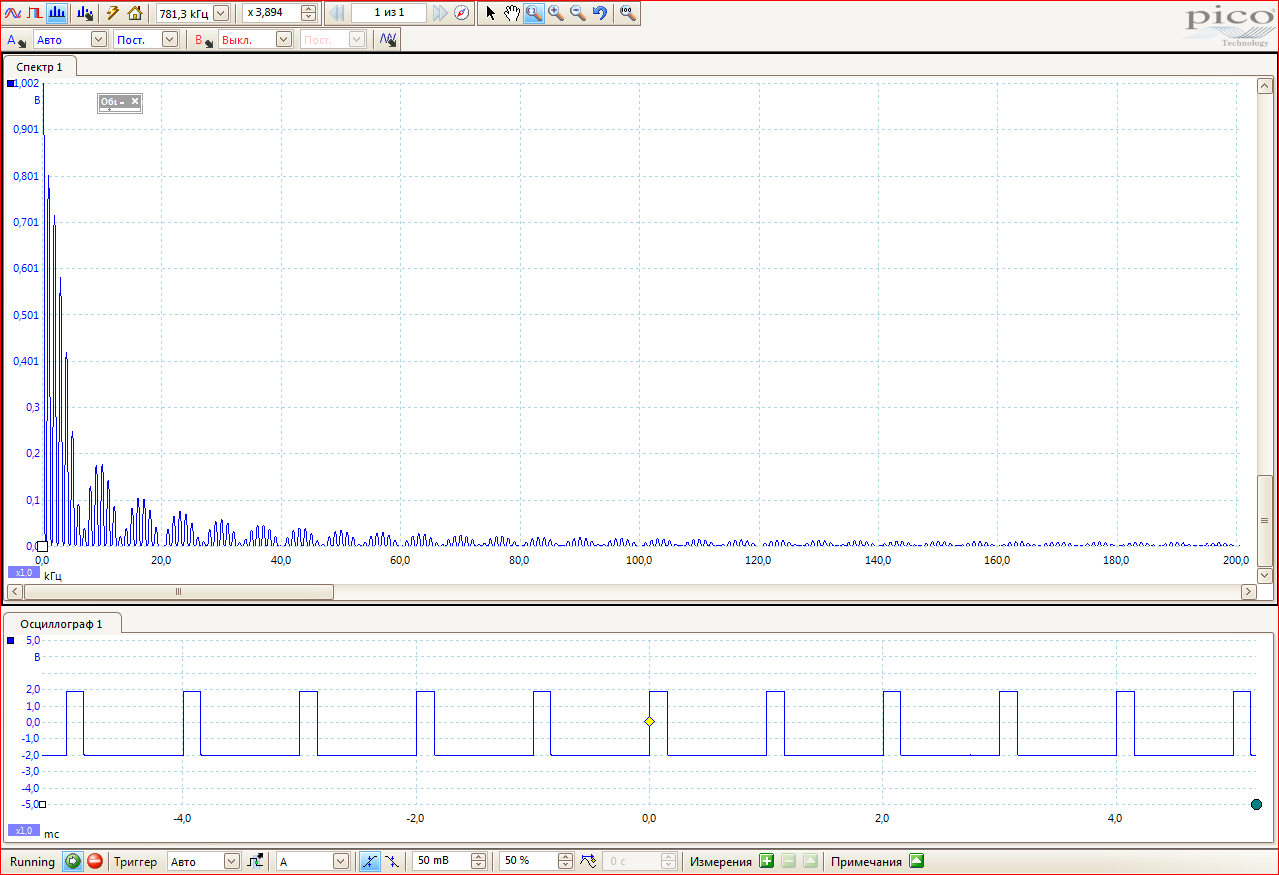 781,3 кГц x 3,894 1 из 1
pico
Technology
A Авто Пост. B Выкл. Пост.
Спектр 1
1,002
В
0,901
0,801
0,701
0,601
0,501
0,401
0,3
0,2
0,1
0,0 20,0 40,0 60,0 80,0 100,0 120,0 140,0 160,0 180,0 200,0
x1,0 кГц
Осциллограф 1
5,0
В
2,0
1,0
0,0
-1,0
-2,0
-3,0
-4,0
-5,0
-4,0 -2,0 0,0 2,0 4,0
x1,0 мс
Running Триггер Авто A 50 mВ 50 % 0 с Измерения Примечания